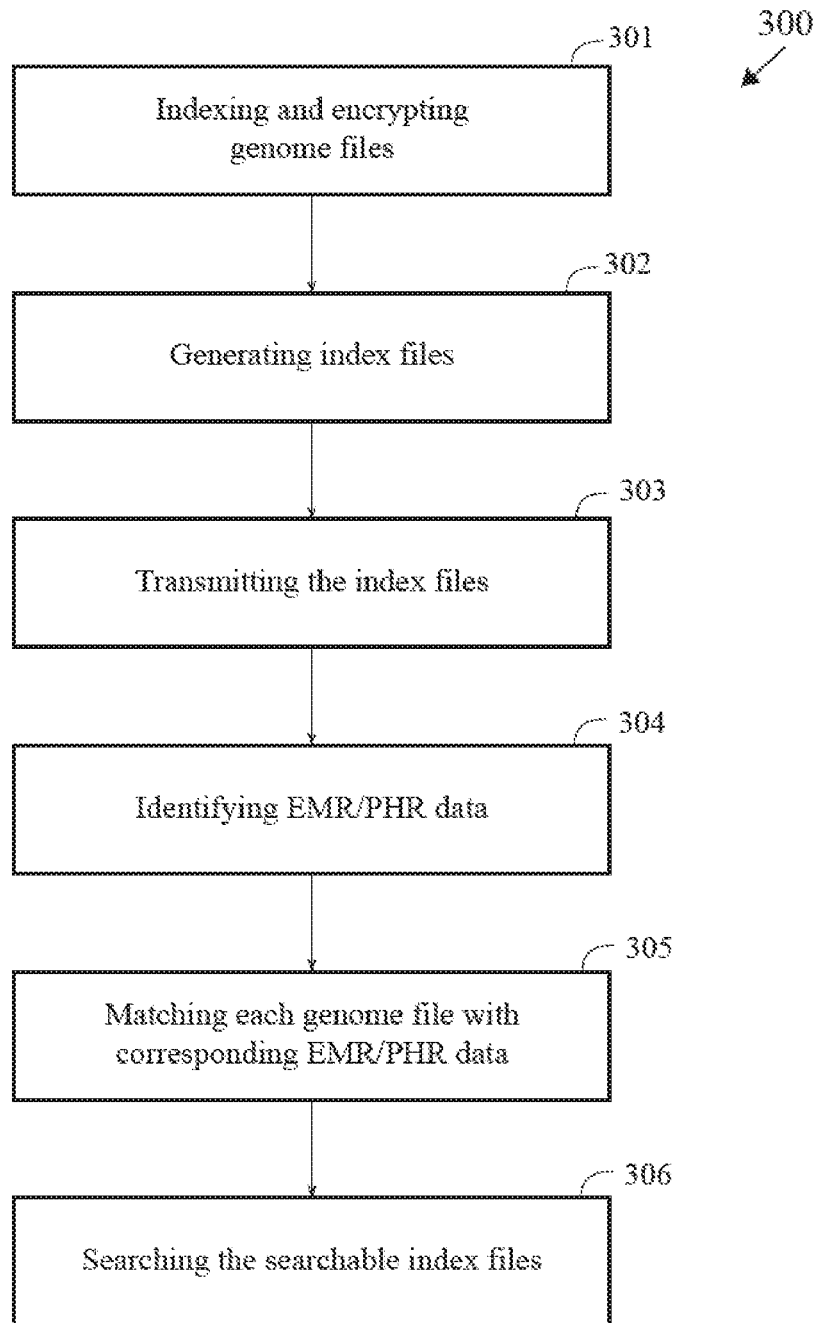 300
301
Indexing and encrypting
genome files
302
Generating index files
303
Transmitting the index files
304
Identifying EMR/PHR data
305
Matching each genome file with
corresponding EMR/PHR data
306
Searching the searchable index files